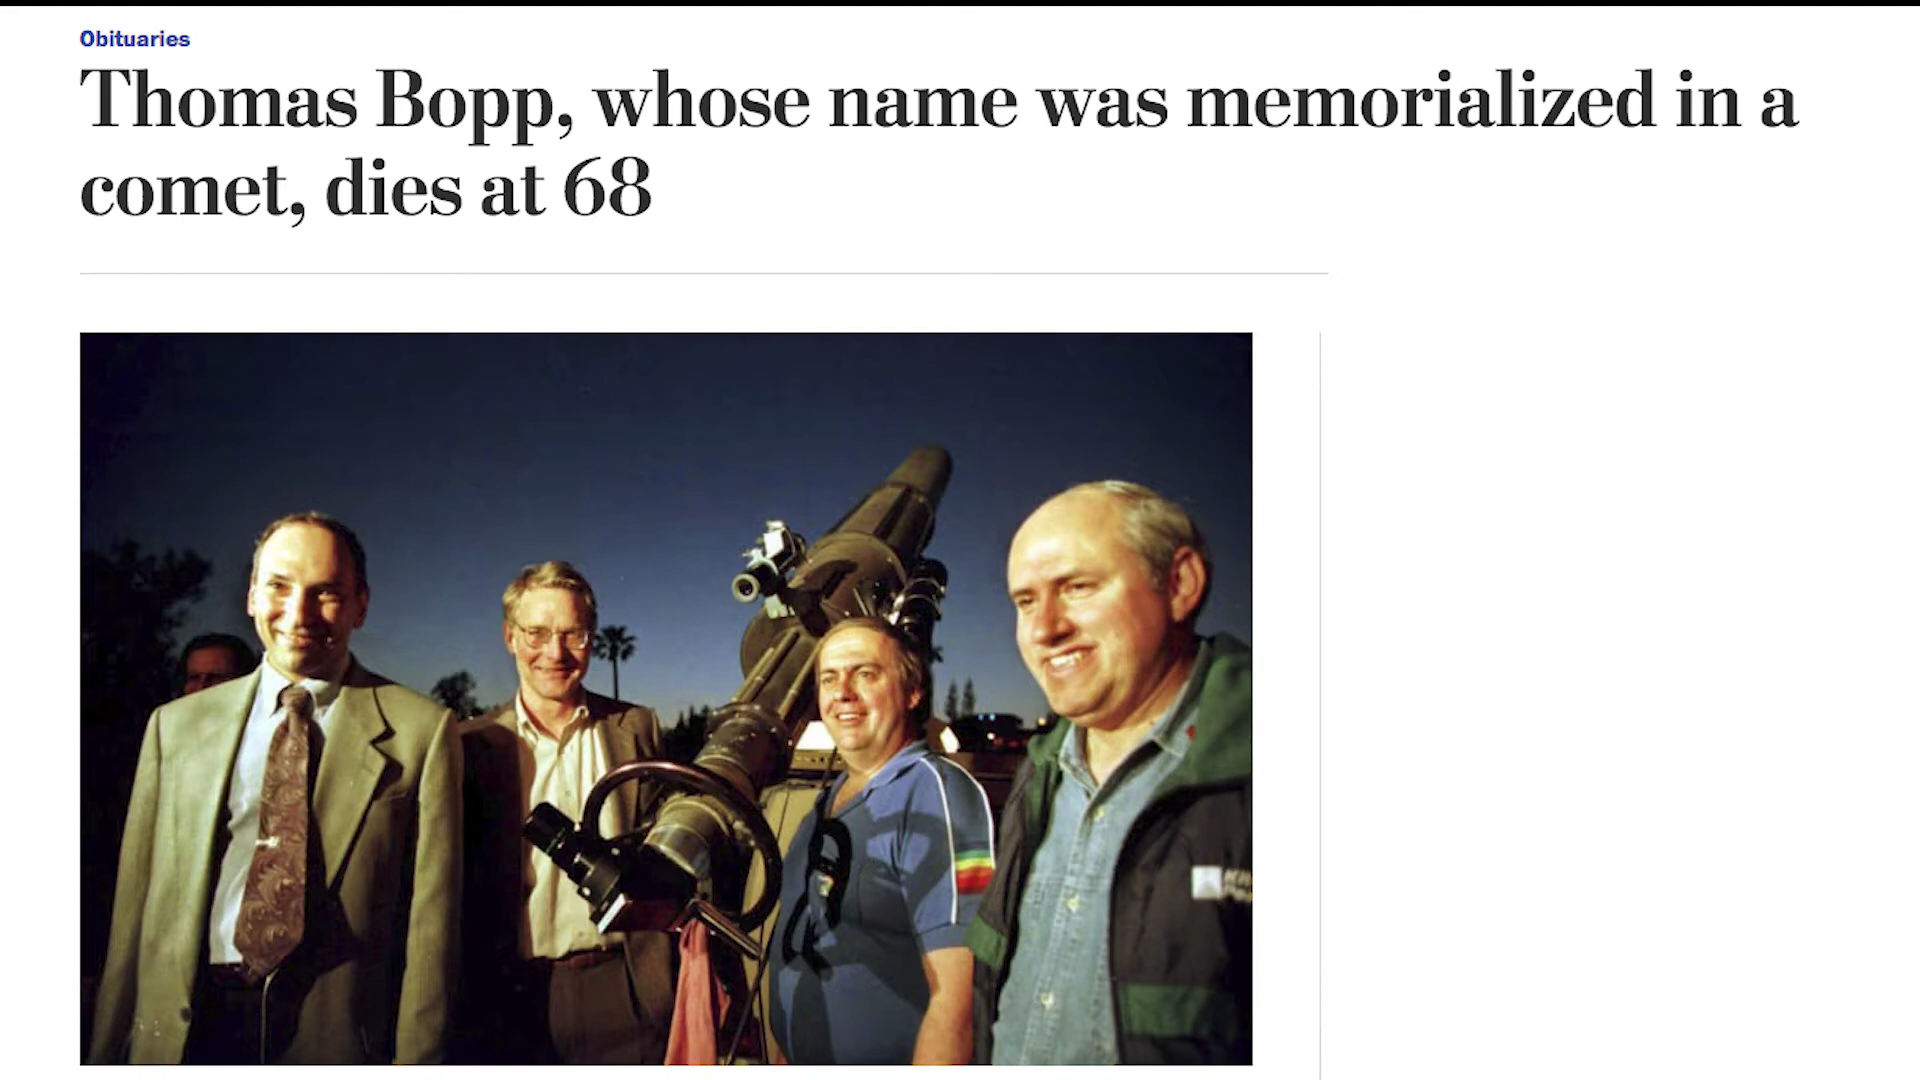 Obituaries
Thomas Bopp, whose name was memorialized in a
comet, dies at 68